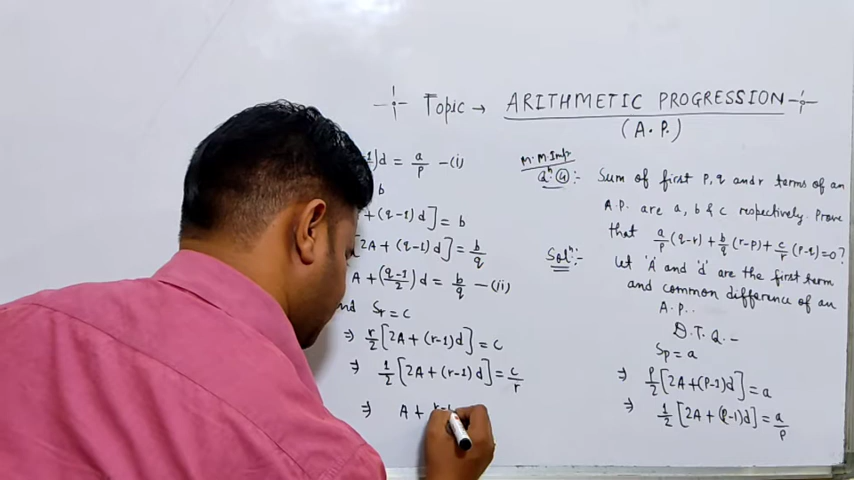 Topic → ARITHMETIC PROGRESSION
(A.P.)
M.M.Imp
Qⁿ(4):- Sum of first P, q and r terms of an
A.P. are a, b & c respectively. Prove
that a/p(q-r)+b/q(r-p)+c/r(p-q)=0?
Solⁿ:- Let 'A' and 'd' are the first term
and common difference of an
A.P..
D.T.Q.-
Sp=a
⇒ P/2[2A+(P-1)d]=a
⇒ 1/2[2A+(p-1)d]=a/p
d = a/p -(i)
b
+(q-1)d]=b
[2A+(q-1)d]=b/q
A+(q-1/2)d=b/q -(ii)
Sr=c
⇒ r/2[2A+(r-1)d]=c
⇒ 1/2[2A+(r-1)d]=c/r
⇒ A+